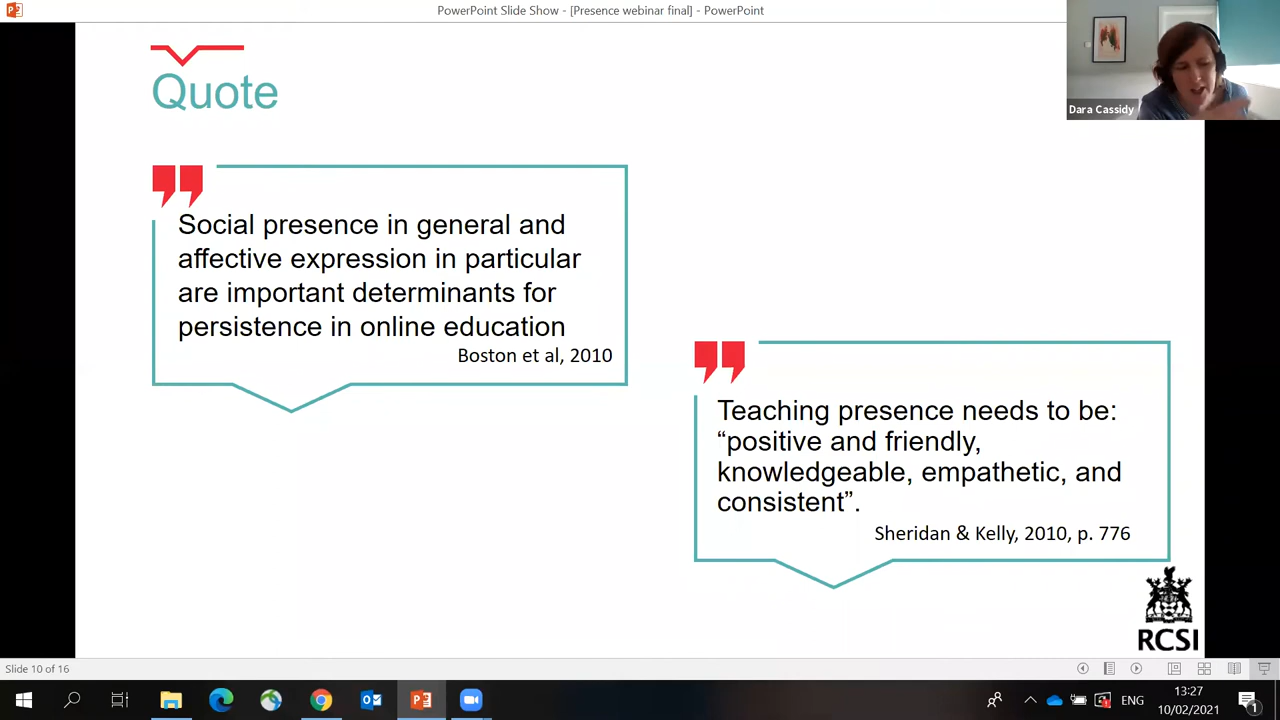 PowerPoint Slide Show - [Presence webinar final] - PowerPoint
Dara Cassidy
Quote
Social presence in general and
affective expression in particular
are important determinants for
persistence in online education
Boston et al, 2010
Teaching presence needs to be:
“positive and friendly,
knowledgeable, empathetic, and
consistent”.
Sheridan & Kelly, 2010, p. 776
RCSI
Slide 10 of 16
ENG
13:27
10/02/2021
1